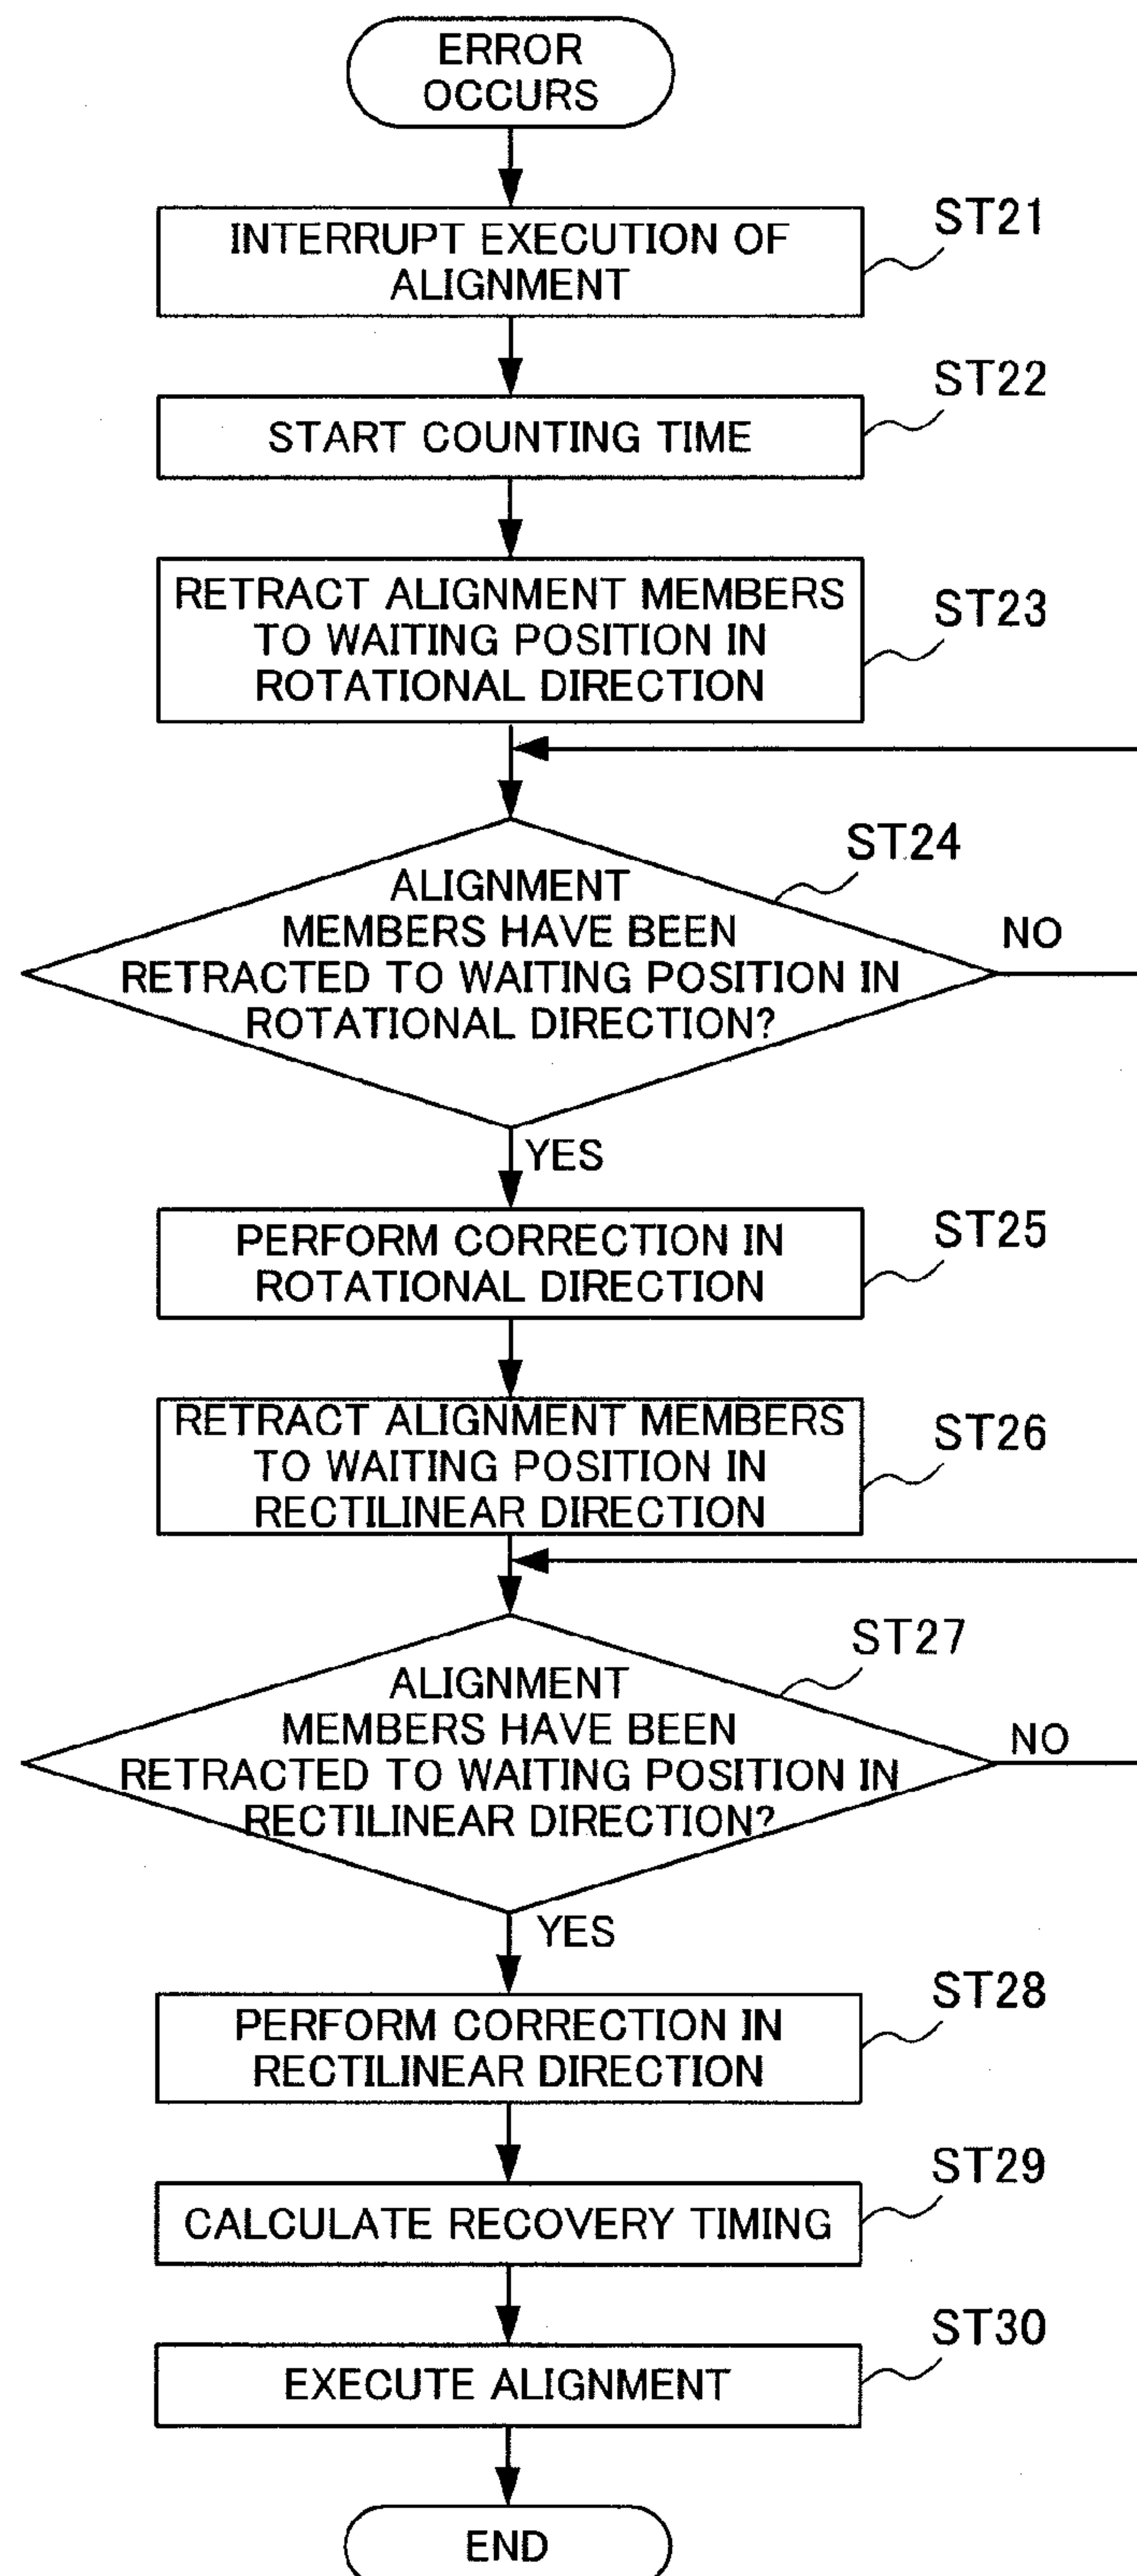 ERROR
OCCURS
INTERRUPT EXECUTION OF
ALIGNMENT
ST21
START COUNTING TIME
ST22
RETRACT ALIGNMENT MEMBERS
TO WAITING POSITION IN
ROTATIONAL DIRECTION
ST23
ALIGNMENT
MEMBERS HAVE BEEN
RETRACTED TO WAITING POSITION IN
ROTATIONAL DIRECTION?
ST24
NO
YES
PERFORM CORRECTION IN
ROTATIONAL DIRECTION
ST25
RETRACT ALIGNMENT MEMBERS
TO WAITING POSITION IN
RECTILINEAR DIRECTION
ST26
ALIGNMENT
MEMBERS HAVE BEEN
RETRACTED TO WAITING POSITION IN
RECTILINEAR DIRECTION?
ST27
NO
YES
PERFORM CORRECTION IN
RECTILINEAR DIRECTION
ST28
CALCULATE RECOVERY TIMING
ST29
EXECUTE ALIGNMENT
ST30
END